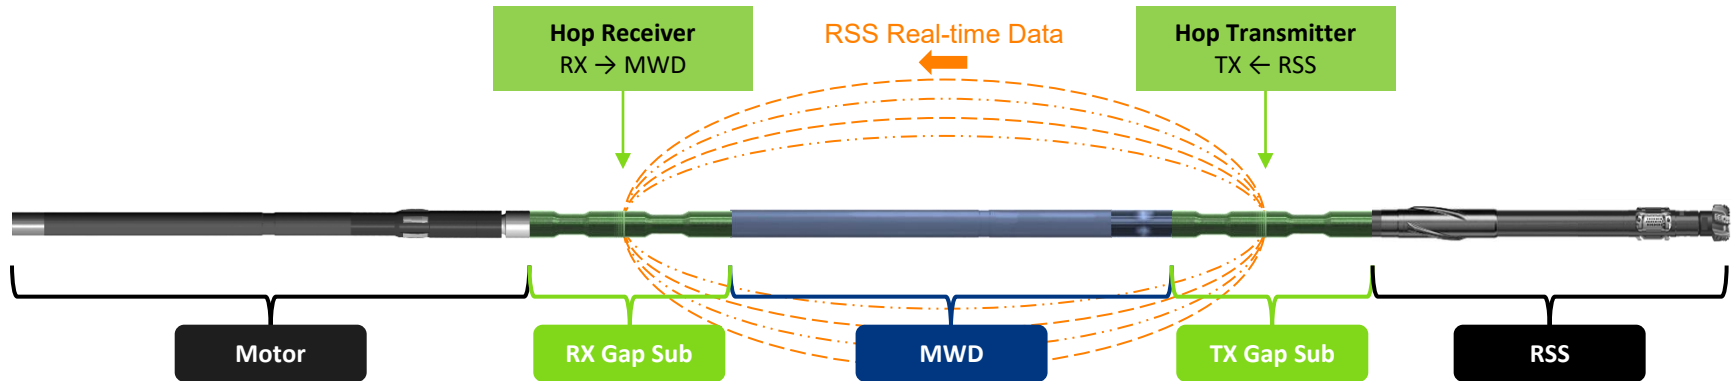 Hop Receiver
RX → MWD
RSS Real-time Data
Hop Transmitter
TX ← RSS
Motor
RX Gap Sub
MWD
TX Gap Sub
RSS